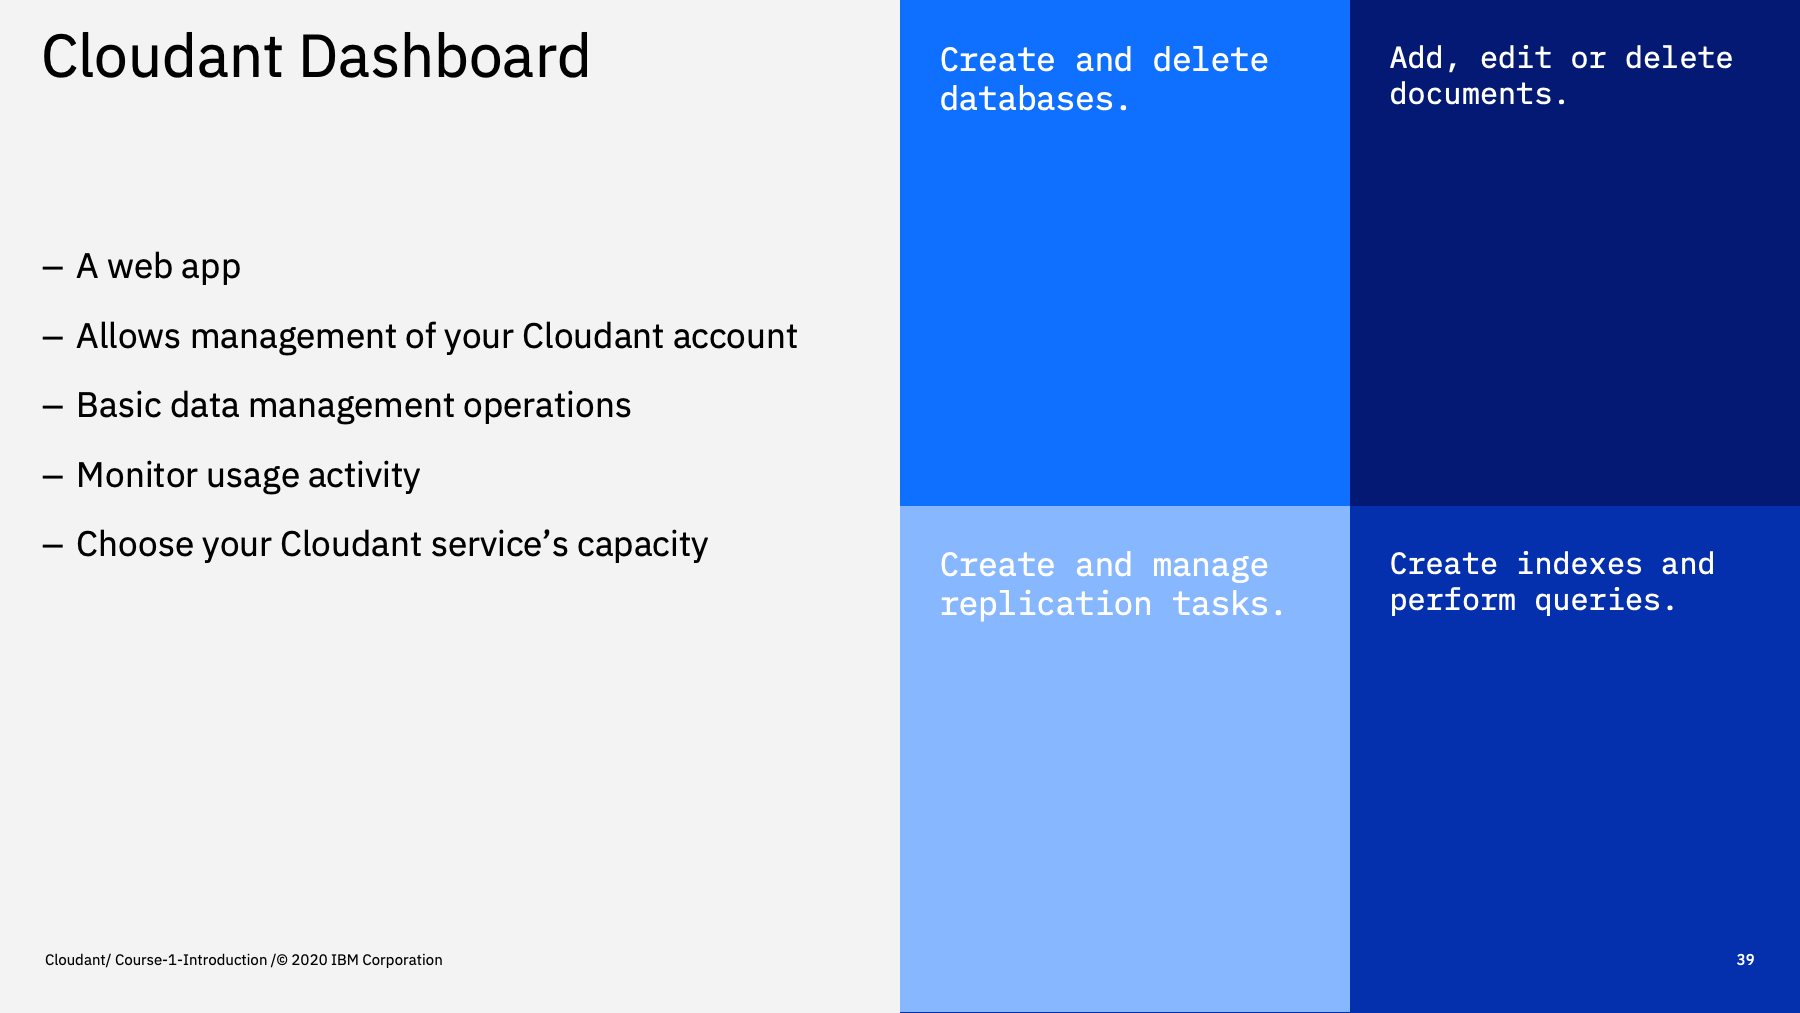 Cloudant Dashboard
– A web app
– Allows management of your Cloudant account
– Basic data management operations
– Monitor usage activity
– Choose your Cloudant service’s capacity
Create and delete
databases.
Add, edit or delete
documents.
Create and manage
replication tasks.
Create indexes and
perform queries.
Cloudant/ Course-1-Introduction /© 2020 IBM Corporation
39